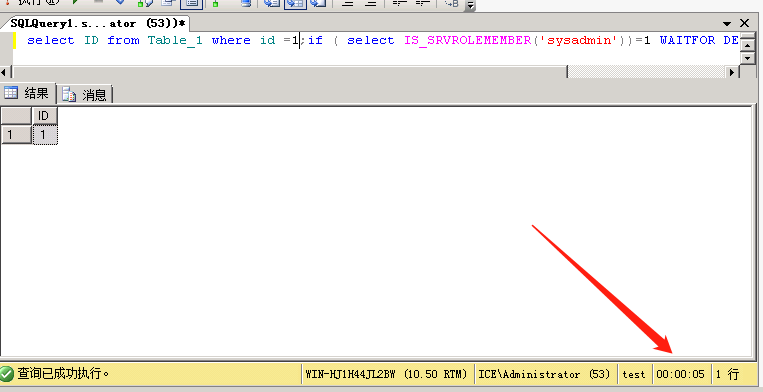 执行(X)
SQLQuery1.s...ator (53))*
select ID from Table_1 where id =1;if ( select IS_SRVROLEMEMBER('sysadmin'))=1 WAITFOR DE
结果 消息
ID
1 1
查询已成功执行。 WIN-HJ1H44JL2BW (10.50 RTM) ICE\Administrator (53) test 00:00:05 1 行